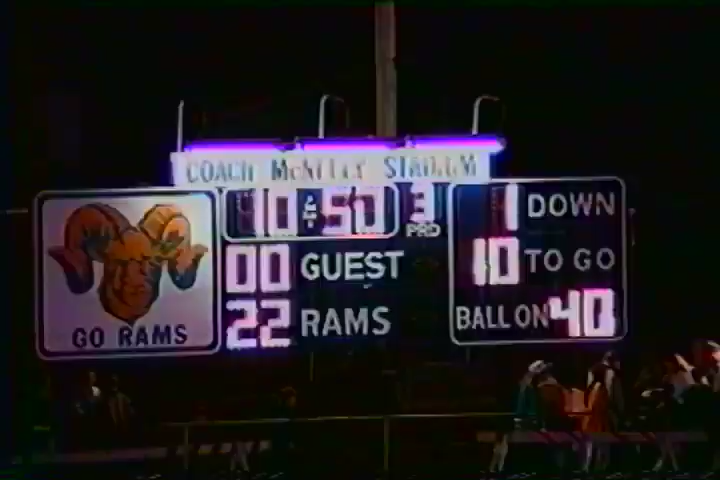 COACH McNELLY STADIUM
10:50 3 PRD
1 DOWN
00 GUEST
10 TO GO
22 RAMS
BALL ON 40
GO RAMS